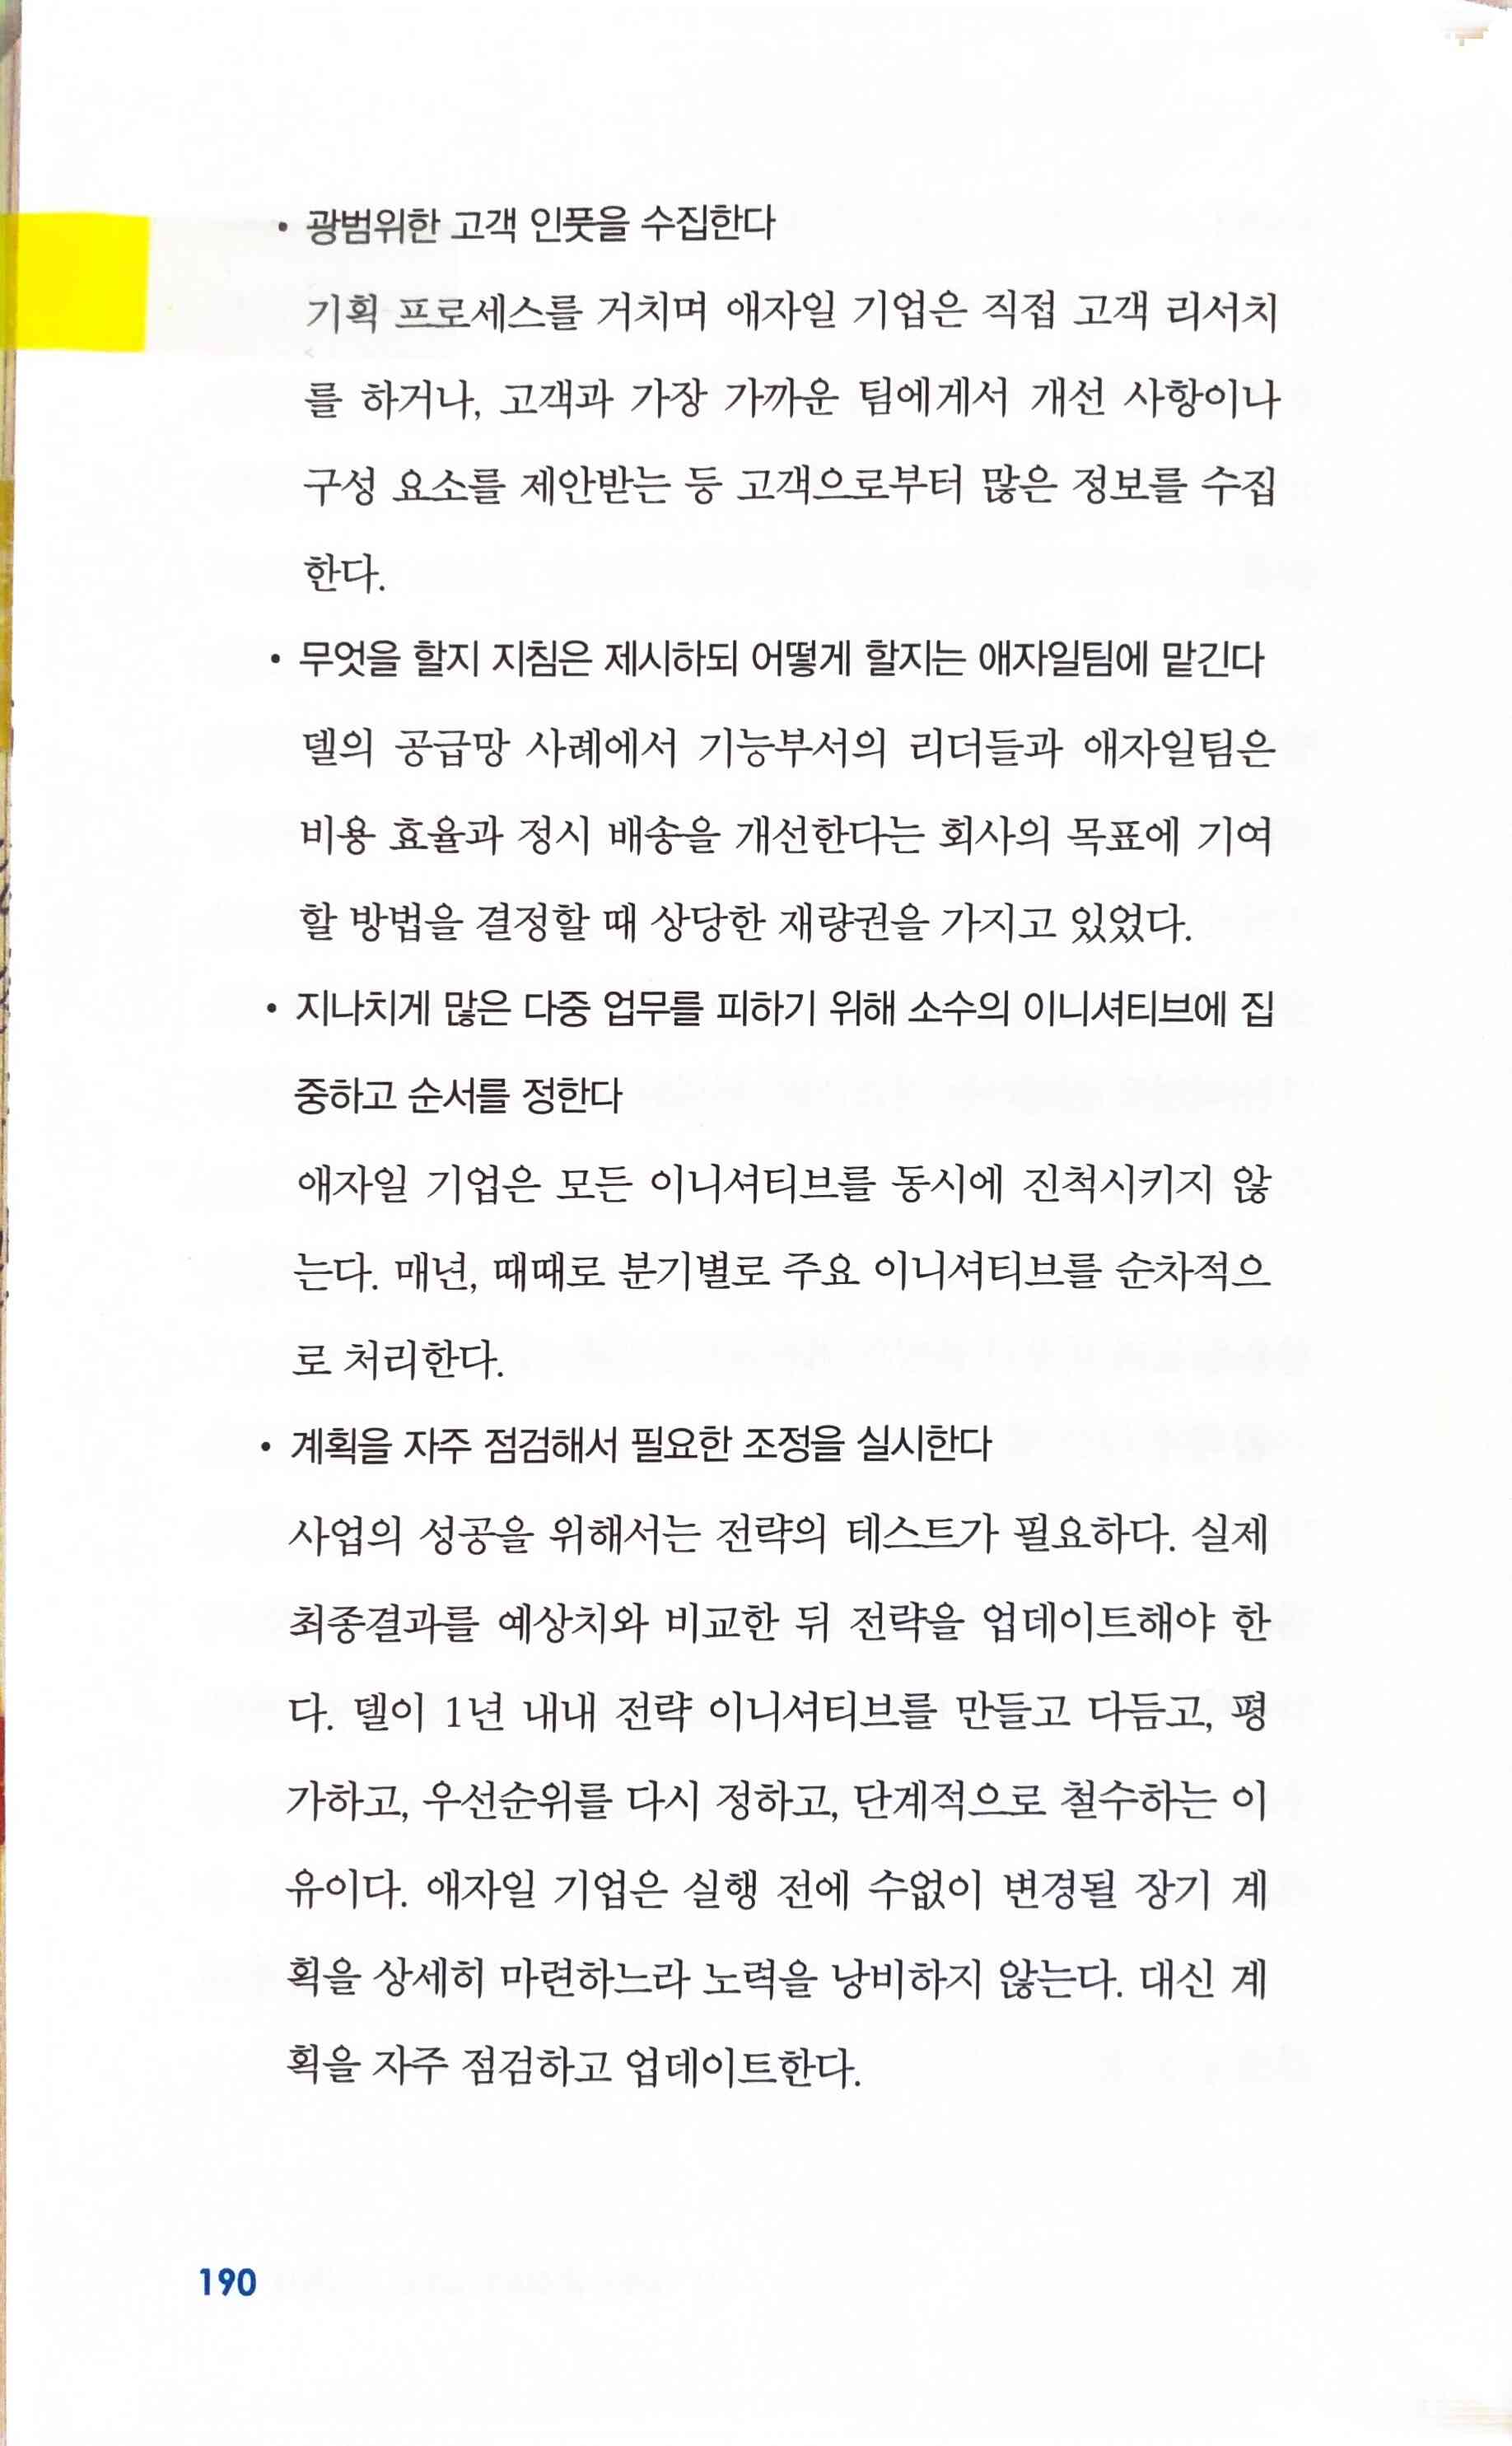 • 광범위한 고객 인풋을 수집한다
기획 프로세스를 거치며 애자일 기업은 직접 고객 리서치
를 하거나, 고객과 가장 가까운 팀에게서 개선 사항이나
구성 요소를 제안받는 등 고객으로부터 많은 정보를 수집
한다.
• 무엇을 할지 지침은 제시하되 어떻게 할지는 애자일팀에 맡긴다
델의 공급망 사례에서 기능부서의 리더들과 애자일팀은
비용 효율과 정시 배송을 개선한다는 회사의 목표에 기여
할 방법을 결정할 때 상당한 재량권을 가지고 있었다.
• 지나치게 많은 다중 업무를 피하기 위해 소수의 이니셔티브에 집
중하고 순서를 정한다
애자일 기업은 모든 이니셔티브를 동시에 진척시키지 않
는다. 매년, 때때로 분기별로 주요 이니셔티브를 순차적으
로 처리한다.
• 계획을 자주 점검해서 필요한 조정을 실시한다
사업의 성공을 위해서는 전략의 테스트가 필요하다. 실제
최종결과를 예상치와 비교한 뒤 전략을 업데이트해야 한
다. 델이 1년 내내 전략 이니셔티브를 만들고 다듬고, 평
가하고, 우선순위를 다시 정하고, 단계적으로 철수하는 이
유이다. 애자일 기업은 실행 전에 수없이 변경될 장기 계
획을 상세히 마련하느라 노력을 낭비하지 않는다. 대신 계
획을 자주 점검하고 업데이트한다.
190